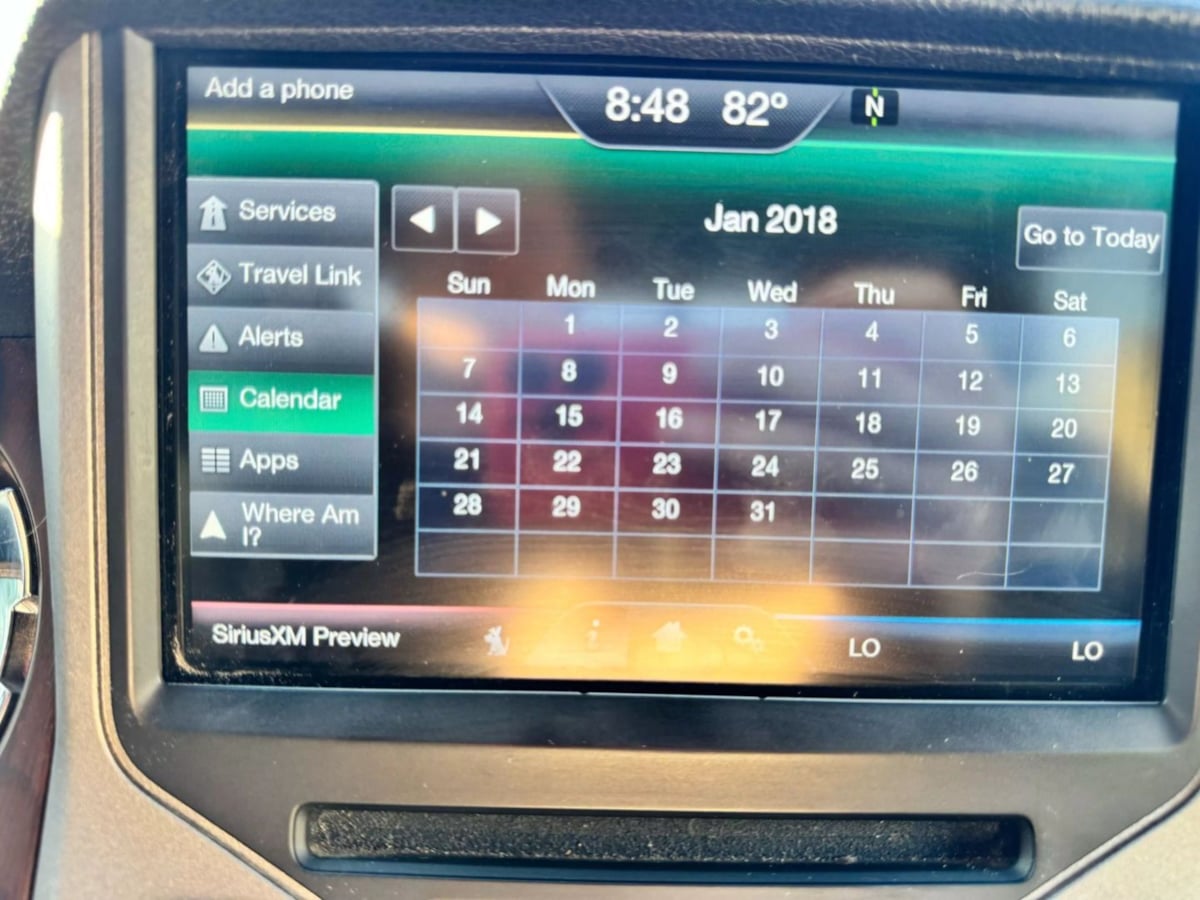 Add a phone
8:48 82° N
Services
Travel Link
Alerts
Calendar
Apps
Where Am
I?
Jan 2018
Go to Today
Sun Mon Tue Wed Thu Fri Sat
1 2 3 4 5 6
7 8 9 10 11 12 13
14 15 16 17 18 19 20
21 22 23 24 25 26 27
28 29 30 31
SiriusXM Preview i LO LO